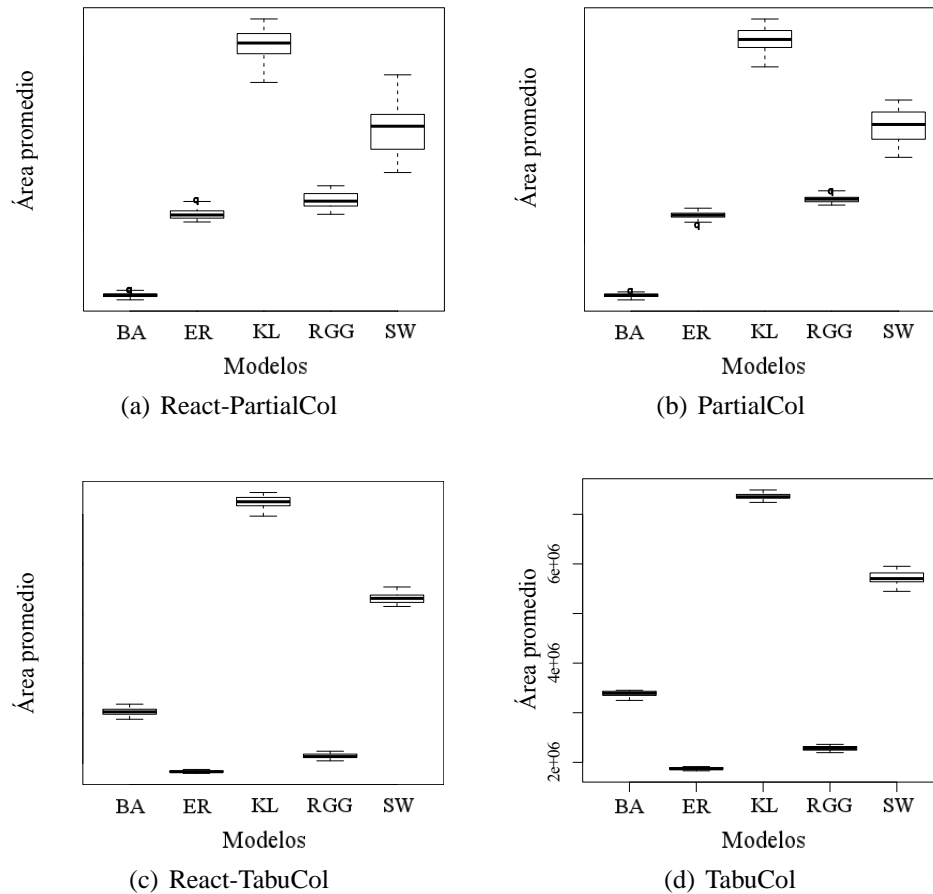 Área promedio
q
q
q
q
q
BA ER KL RGG SW
Modelos
(a) React-PartialCol
Área promedio
BA ER KL RGG SW
Modelos
(b) PartialCol
Área promedio
BA ER KL RGG SW
Modelos
(c) React-TabuCol
Área promedio
2e+06 4e+06 6e+06
BA ER KL RGG SW
Modelos
(d) TabuCol